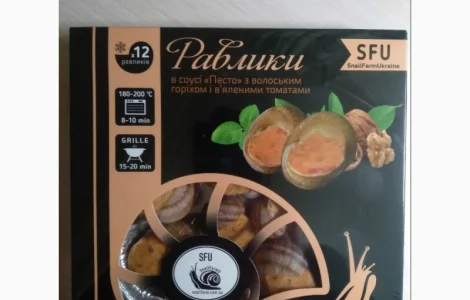 x12
равликів
Равлики
в соусі «Песто» з волоським
горіхом і в'яленими томатами
SFU
SnailFarmUkraine
180-200 °C
8-10 min
GRILLE
15-20 min
SFU